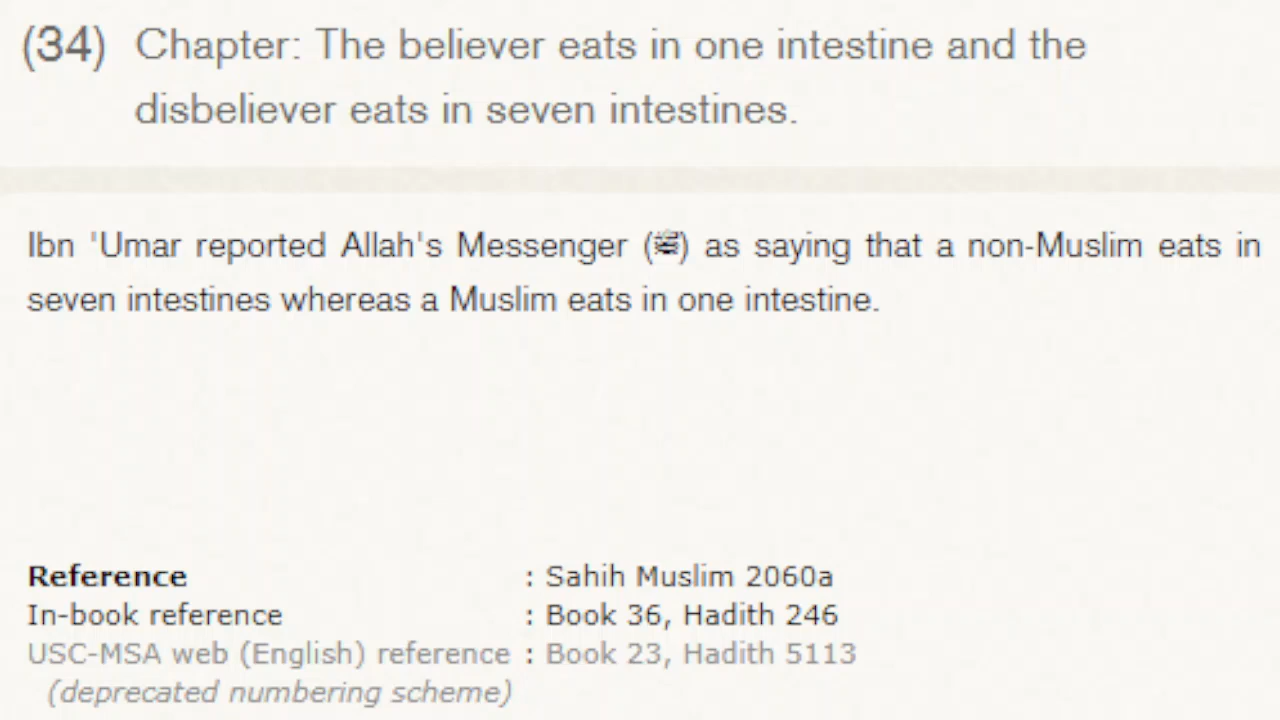 (34) Chapter: The believer eats in one intestine and the
disbeliever eats in seven intestines.
Ibn 'Umar reported Allah's Messenger (ﷺ) as saying that a non-Muslim eats in
seven intestines whereas a Muslim eats in one intestine.
Reference : Sahih Muslim 2060a
In-book reference : Book 36, Hadith 246
USC-MSA web (English) reference : Book 23, Hadith 5113
(deprecated numbering scheme)